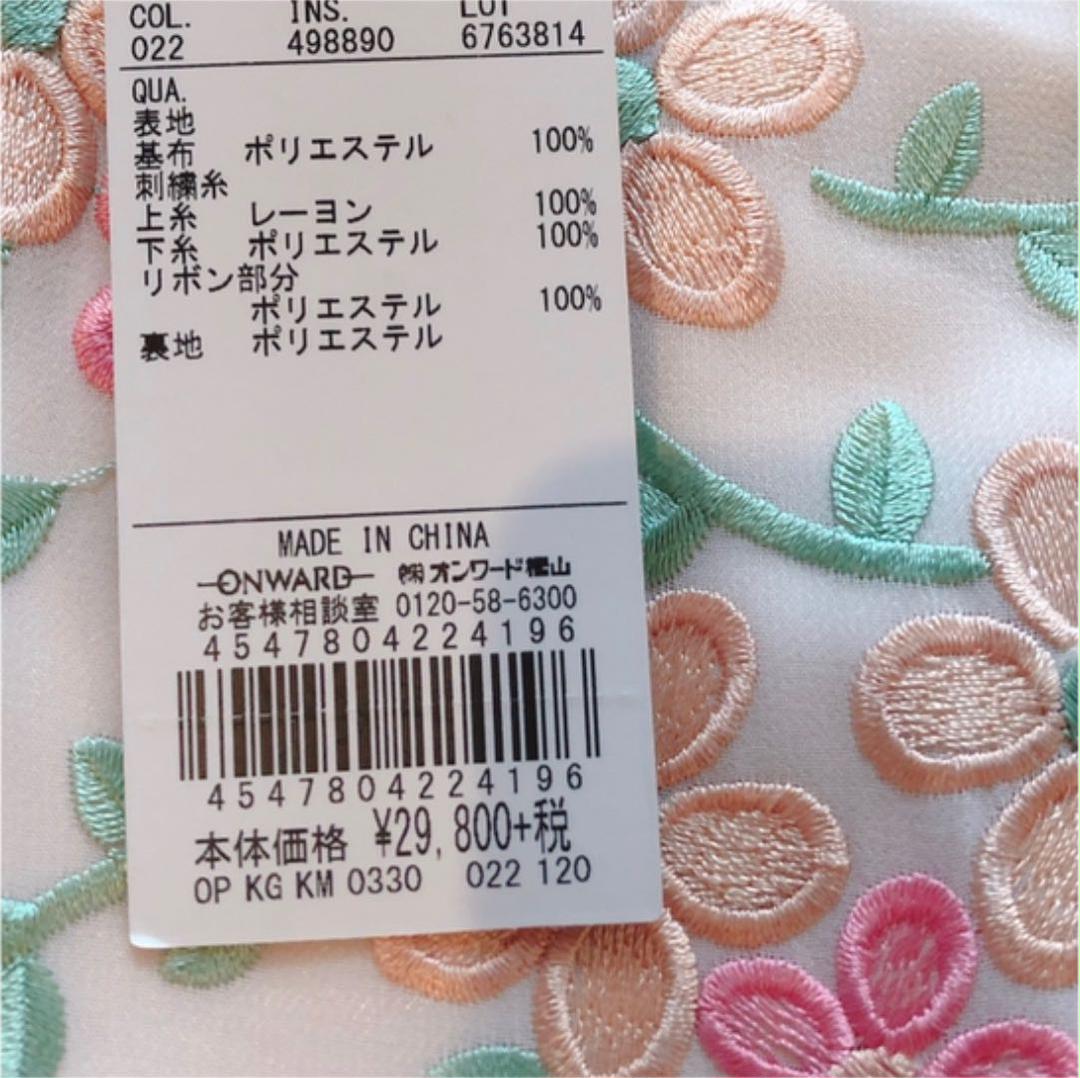 COL. INS. LOT
022 498890 6763814
QUA.
表地
基布 ポリエステル 100%
刺繍糸
上糸 レーヨン 100%
下糸 ポリエステル 100%
リボン部分
ポリエステル 100%
裏地 ポリエステル
MADE IN CHINA
ONWARD ㈱オンワード樫山
お客様相談室 0120-58-6300
4547804224196
4547804224196
本体価格 ¥29,800+税
OP KG KM 0330 022 120